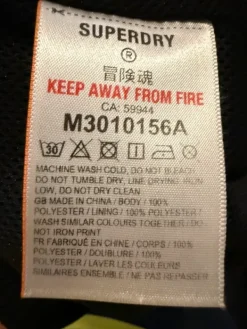 SUPERDRY
®
冒険魂
KEEP AWAY FROM FIRE
CA: 59944
M3010156A
30
MACHINE WASH COLD, DO NOT BLEACH
DO NOT TUMBLE DRY, LINE DRYING, IRON
LOW, DO NOT DRY CLEAN
GB MADE IN CHINA / BODY / 100%
POLYESTER / LINING / 100% POLYESTER
WASH SIMILAR COLOURS TOGETHER / DO
NOT IRON PRINT
FR FABRIQUÉ EN CHINE / CORPS / 100%
POLYESTER / DOUBLURE / 100%
POLYESTER / LAVER LES COULEURS
SIMILAIRES ENSEMBLE / NE PAS REPASSER